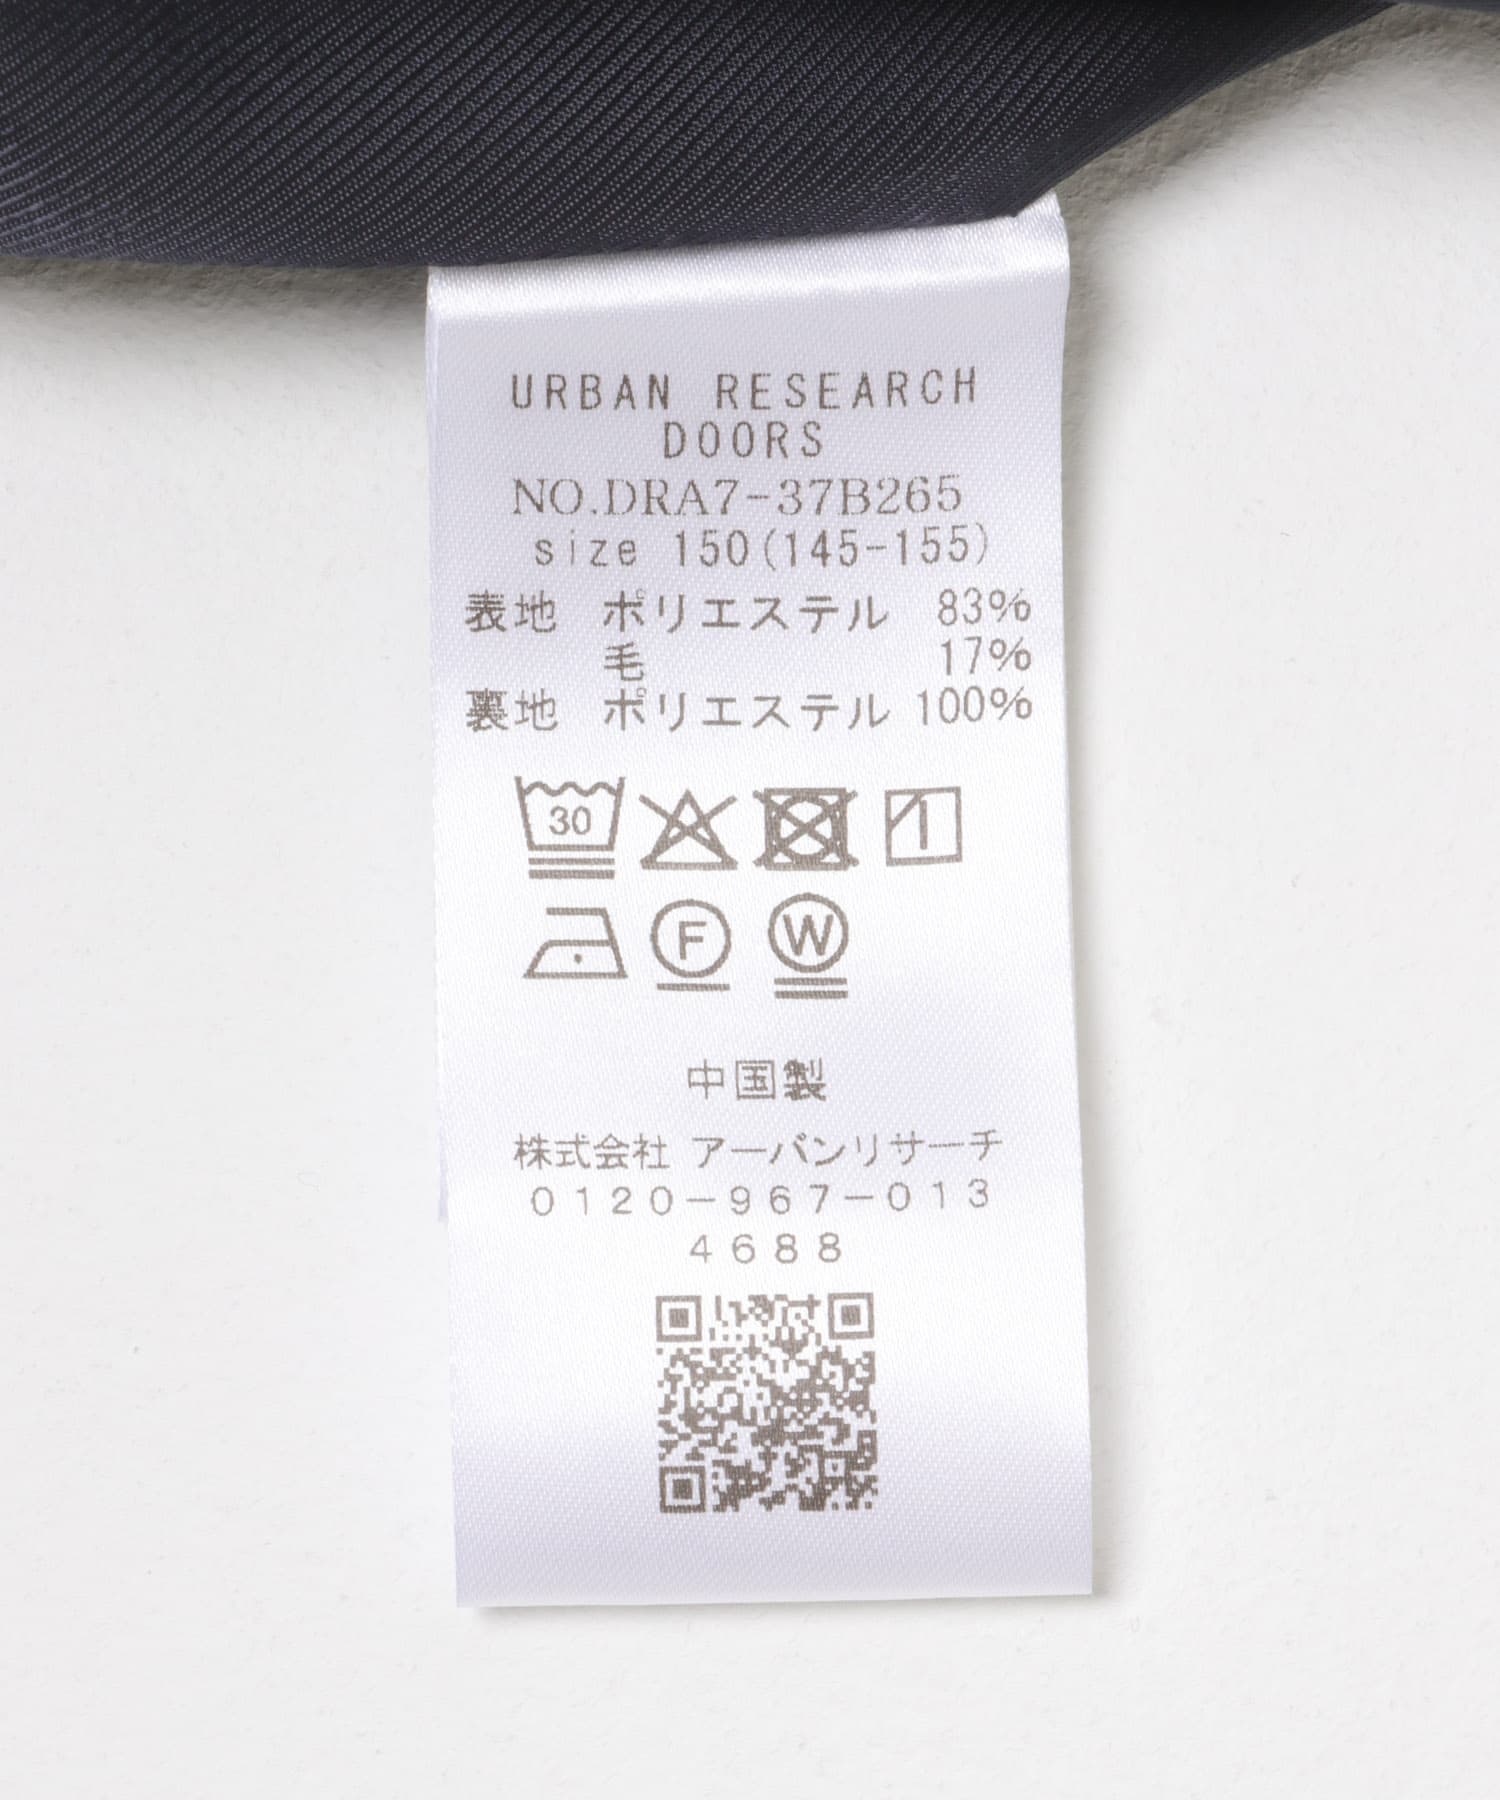 URBAN RESEARCH
DOORS
NO.DRA7-37B265
size 150(145-155)
表地 ポリエステル 83%
毛 17%
裏地 ポリエステル 100%
30
F W
中国製
株式会社 アーバンリサーチ
0120-967-013
4688